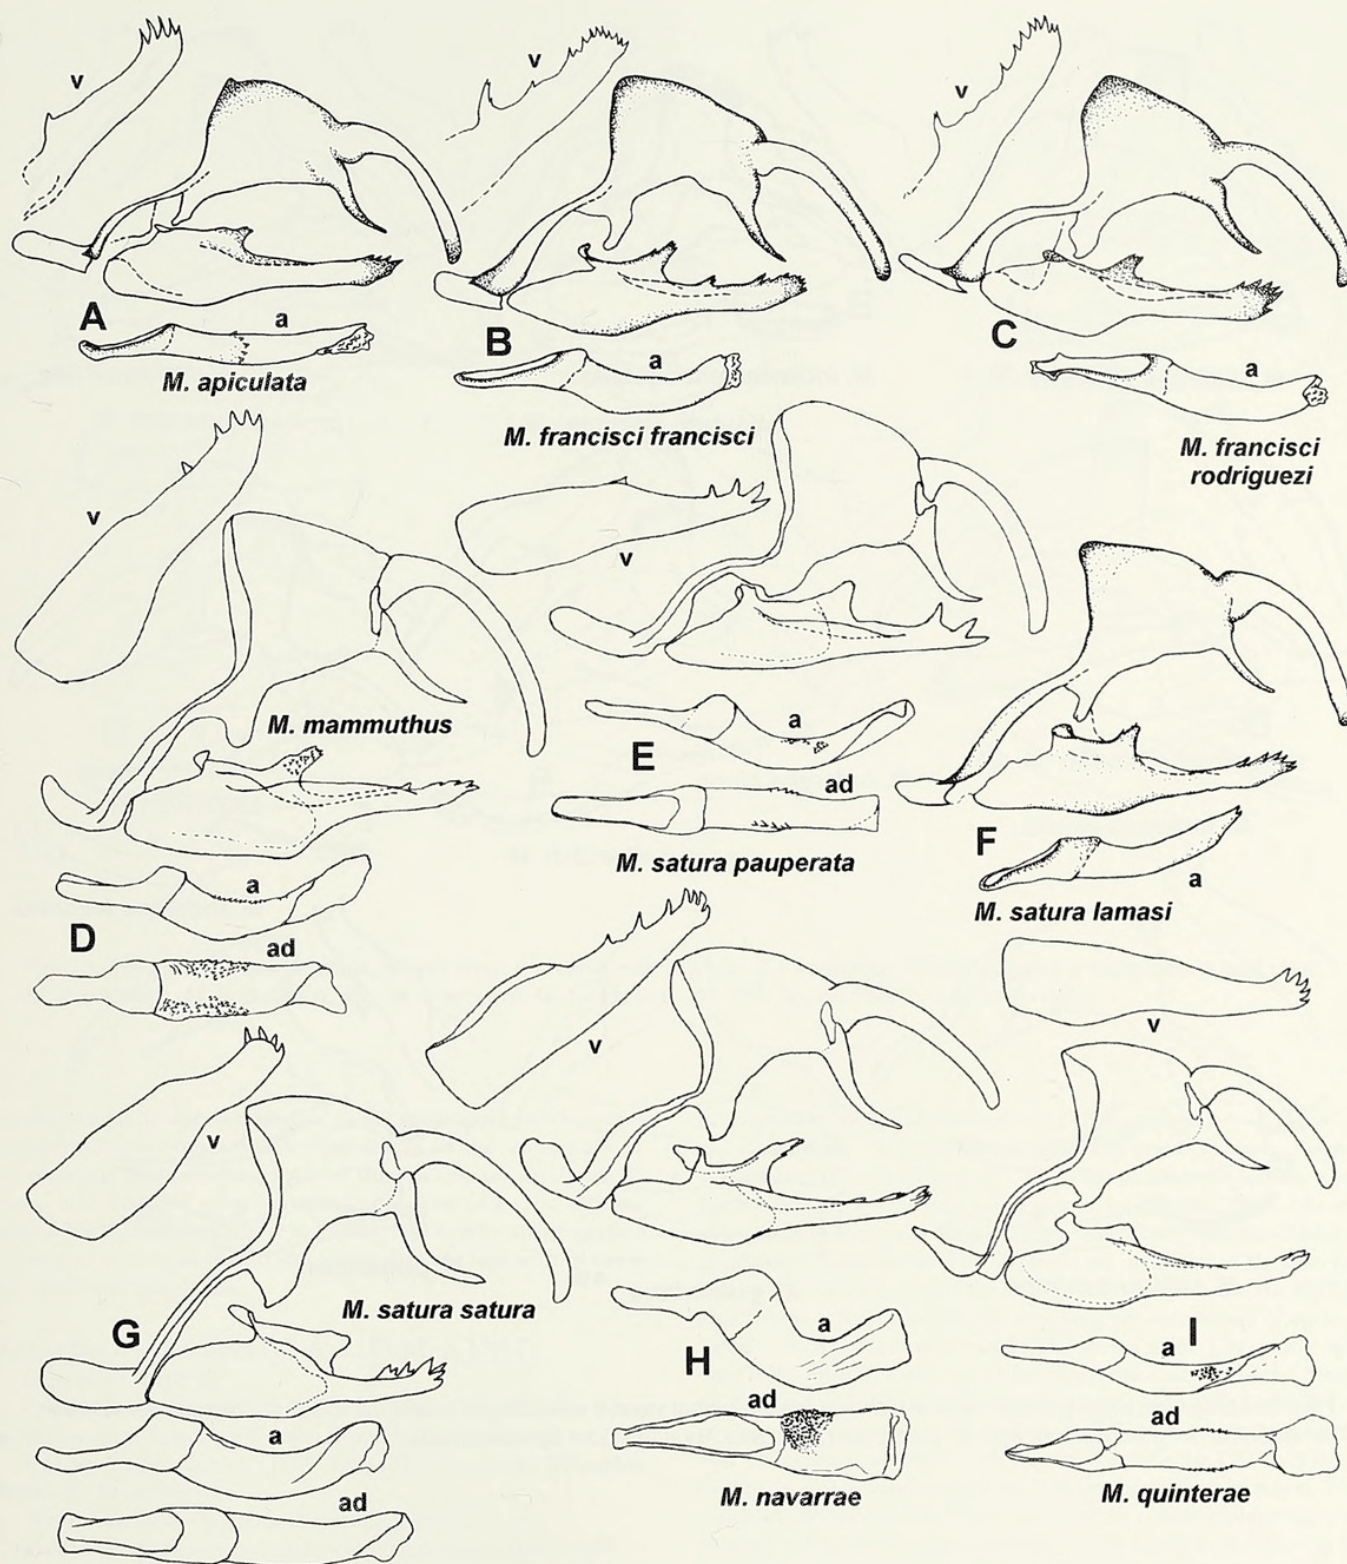 v
v
v
A
a
M. apiculata
B
a
M. francisci francisci
C
a
M. francisci
rodriguezi
v
M. mammuthus
D
a
ad
v
E
a
ad
M. satura pauperata
F
a
M. satura lamasi
v
G
M. satura satura
a
ad
v
H
a
ad
M. navarrae
v
I
a
ad
M. quinterae